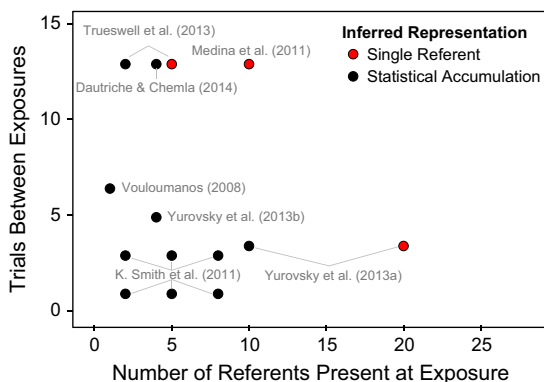 15
10
5
0
Trials Between Exposures
Trueswell et al. (2013)
Medina et al. (2011)
Dautriche & Chemla (2014)
Inferred Representation
Single Referent
Statistical Accumulation
Vouloumanos (2008)
Yurovsky et al. (2013b)
K. Smith et al. (2011)
Yurovsky et al. (2013a)
0 5 10 15 20 25
Number of Referents Present at Exposure